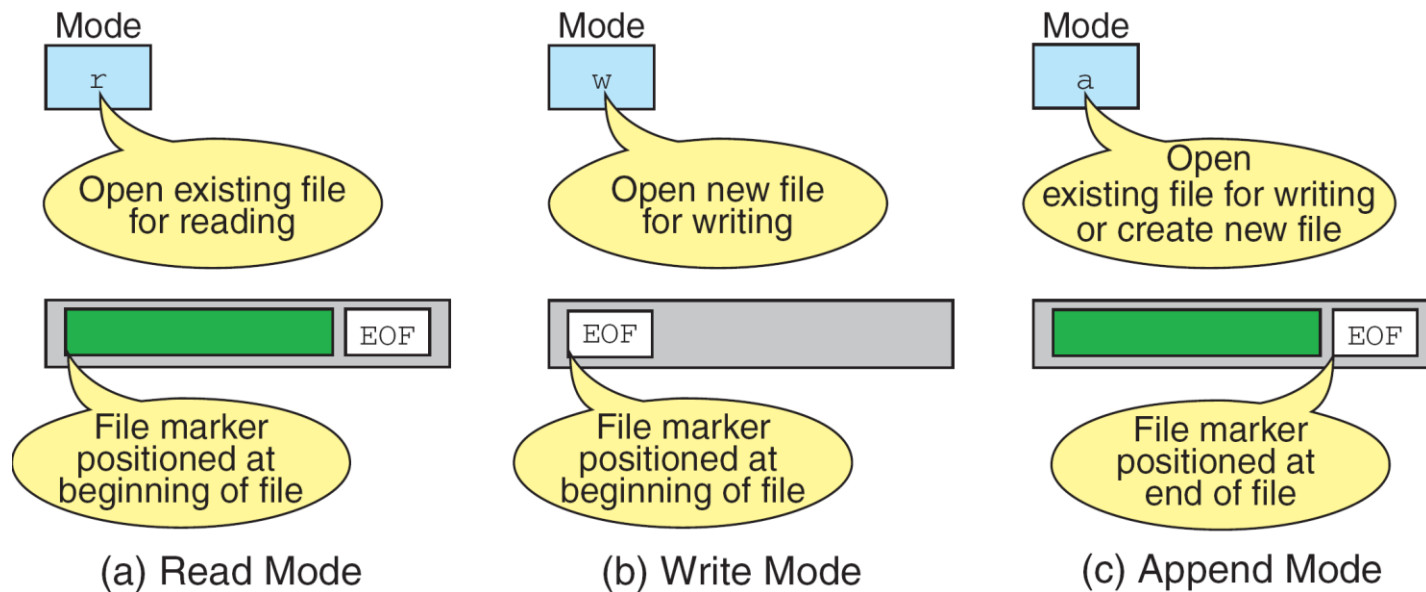 Mode
r
Open existing file
for reading
EOF
File marker
positioned at
beginning of file
(a) Read Mode
Mode
w
Open new file
for writing
EOF
File marker
positioned at
beginning of file
(b) Write Mode
Mode
a
Open
existing file for writing
or create new file
EOF
File marker
positioned at
end of file
(c) Append Mode